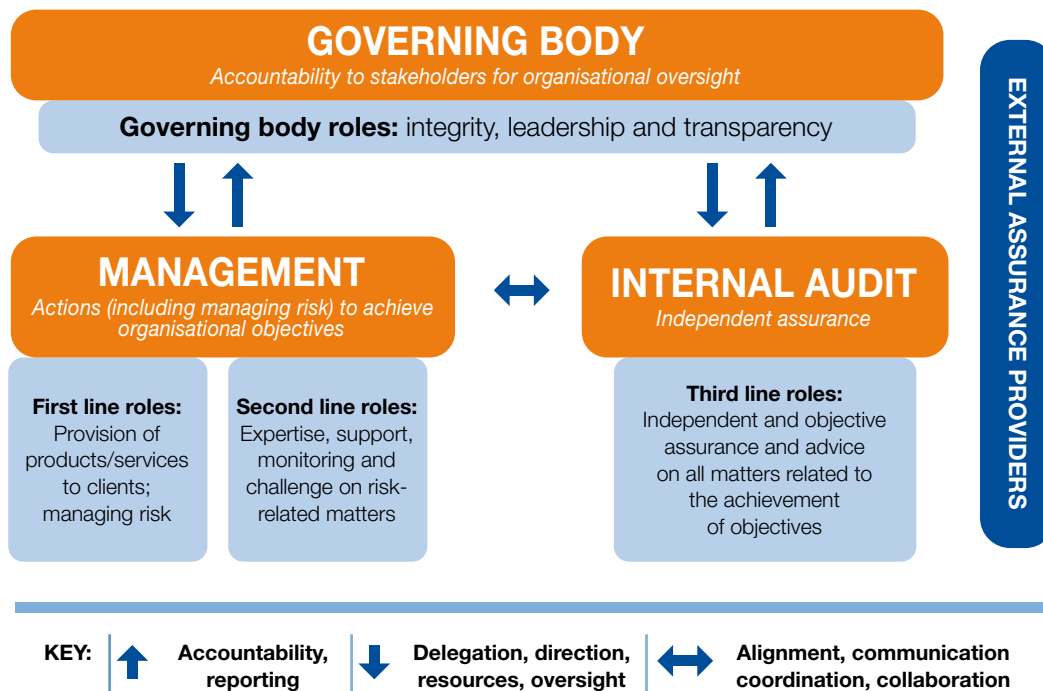 GOVERNING BODY
Accountability to stakeholders for organisational oversight
Governing body roles: integrity, leadership and transparency
MANAGEMENT
Actions (including managing risk) to achieve
organisational objectives
INTERNAL AUDIT
Independent assurance
First line roles:
Provision of
products/services
to clients;
managing risk
Second line roles:
Expertise, support,
monitoring and
challenge on risk-
related matters
Third line roles:
Independent and objective
assurance and advice
on all matters related to
the achievement
of objectives
EXTERNAL ASSURANCE PROVIDERS
KEY:
Accountability,
reporting
Delegation, direction,
resources, oversight
Alignment, communication
coordination, collaboration